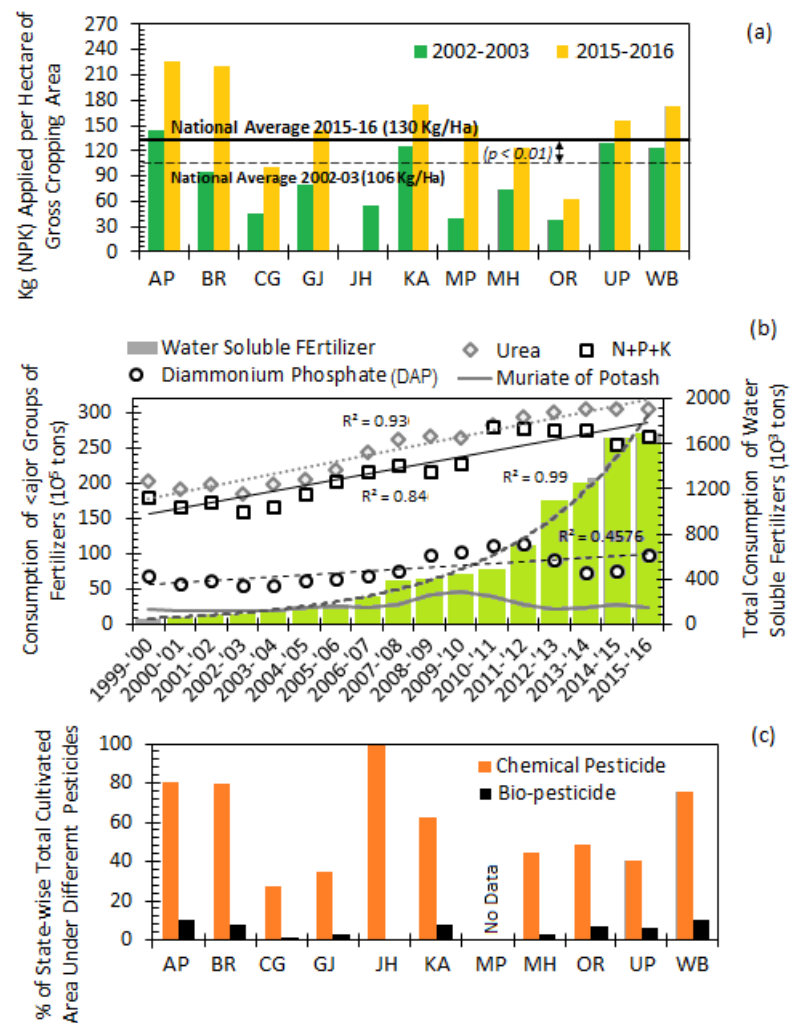 (a)
Kg (NPK) Applied per Hectare of
Gross Cropping Area
270
240
210
180
150
120
90
60
30
0
2002-2003
2015-2016
National Average 2015-16 (130 Kg/Ha)
(p < 0.01)
National Average 2002-03 (106 Kg/Ha)
AP BR CG GJ JH KA MP MH OR UP WB
(b)
Water Soluble FErtilizer
Urea
N+P+K
Diammonium Phosphate (DAP)
Muriate of Potash
Consumption of <ajor Groups of
Fertilizers (10⁵ tons)
300
250
200
150
100
50
0
R² = 0.93
R² = 0.84
R² = 0.99
R² = 0.4576
2000
1600
1200
800
400
0
Total Consumption of Water
Soluble Fertilizers (10³ tons)
1999-'00
2000-'01
2001-'02
2002-'03
2003-'04
2004-'05
2005-'06
2006-'07
2007-'08
2008-'09
2009-'10
2010-'11
2011-'12
2012-'13
2013-'14
2014-'15
2015-'16
(c)
% of State-wise Total Cultivated
Area Under Differernt Pesticides
100
80
60
40
20
0
Chemical Pesticide
Bio-pesticide
No Data
AP BR CG GJ JH KA MP MH OR UP WB